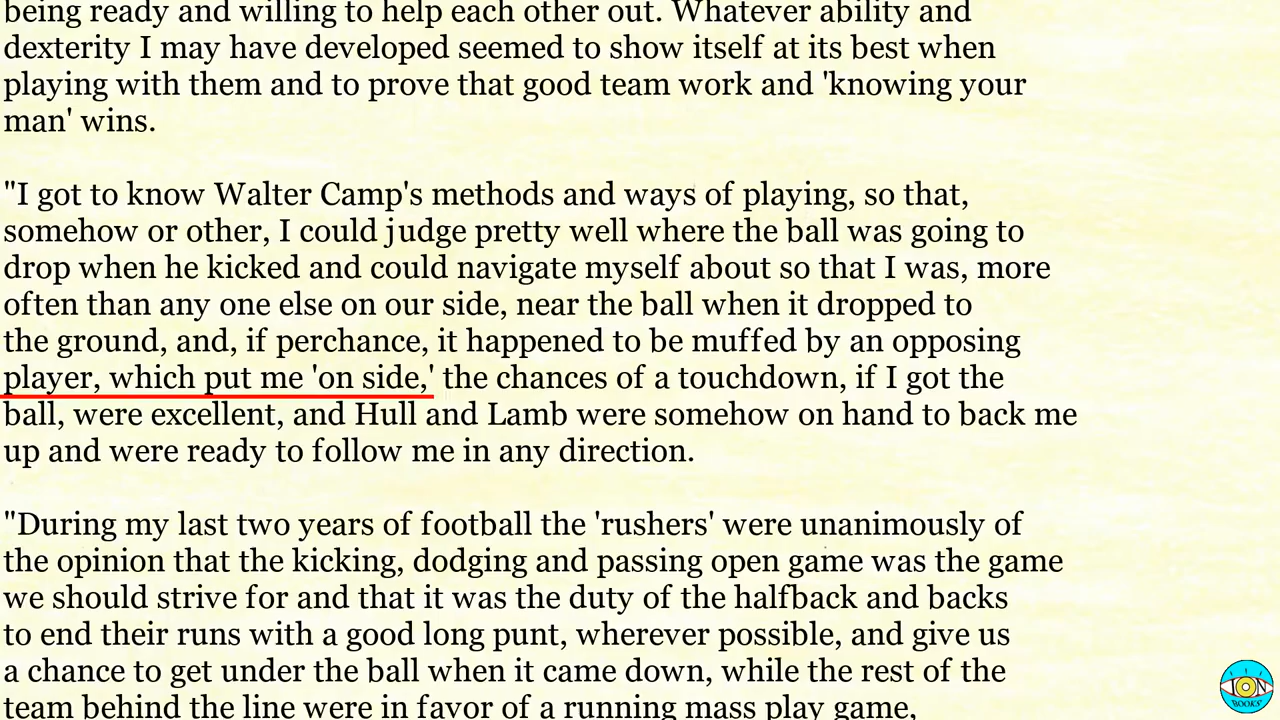 being ready and willing to help each other out. Whatever ability and
dexterity I may have developed seemed to show itself at its best when
playing with them and to prove that good team work and 'knowing your
man' wins.
"I got to know Walter Camp's methods and ways of playing, so that,
somehow or other, I could judge pretty well where the ball was going to
drop when he kicked and could navigate myself about so that I was, more
often than any one else on our side, near the ball when it dropped to
the ground, and, if perchance, it happened to be muffed by an opposing
player, which put me 'on side,' the chances of a touchdown, if I got the
ball, were excellent, and Hull and Lamb were somehow on hand to back me
up and were ready to follow me in any direction.
"During my last two years of football the 'rushers' were unanimously of
the opinion that the kicking, dodging and passing open game was the game
we should strive for and that it was the duty of the halfback and backs
to end their runs with a good long punt, wherever possible, and give us
a chance to get under the ball when it came down, while the rest of the
team behind the line were in favor of a running mass play game,
ION
BOOKS